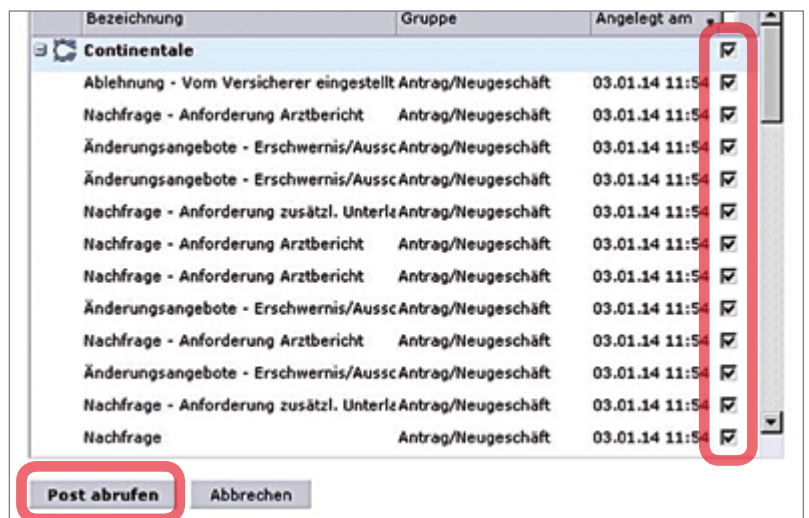 Bezeichnung Gruppe Angelegt am
Continentale
Ablehnung - Vom Versicherer eingestellt Antrag/Neugeschäft 03.01.14 11:54
Nachfrage - Anforderung Arztbericht Antrag/Neugeschäft 03.01.14 11:54
Änderungsangebote - Erschwernis/Aussc Antrag/Neugeschäft 03.01.14 11:54
Änderungsangebote - Erschwernis/Aussc Antrag/Neugeschäft 03.01.14 11:54
Nachfrage - Anforderung zusätzl. Unterla Antrag/Neugeschäft 03.01.14 11:54
Nachfrage - Anforderung Arztbericht Antrag/Neugeschäft 03.01.14 11:54
Nachfrage - Anforderung Arztbericht Antrag/Neugeschäft 03.01.14 11:54
Änderungsangebote - Erschwernis/Aussc Antrag/Neugeschäft 03.01.14 11:54
Nachfrage - Anforderung Arztbericht Antrag/Neugeschäft 03.01.14 11:54
Änderungsangebote - Erschwernis/Aussc Antrag/Neugeschäft 03.01.14 11:54
Nachfrage - Anforderung zusätzl. Unterla Antrag/Neugeschäft 03.01.14 11:54
Nachfrage Antrag/Neugeschäft 03.01.14 11:54
Post abrufen Abbrechen